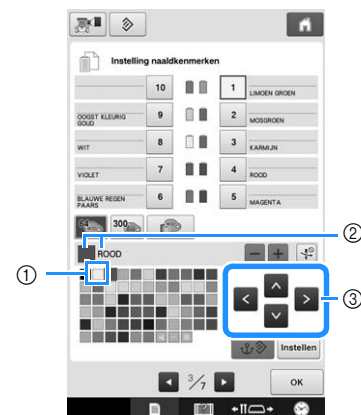 Instelling naaldkenmerken
10 1 LIMOEN GROEN
OOGST KLEURIG GOUD 9 2 MOSGROEN
WIT 8 3 KARMIJN
VIOLET 7 4 ROOD
BLAUWE REGEN PAARS 6 5 MAGENTA
64 300
② 
ROOD
①
③
Instellen
3/7 OK